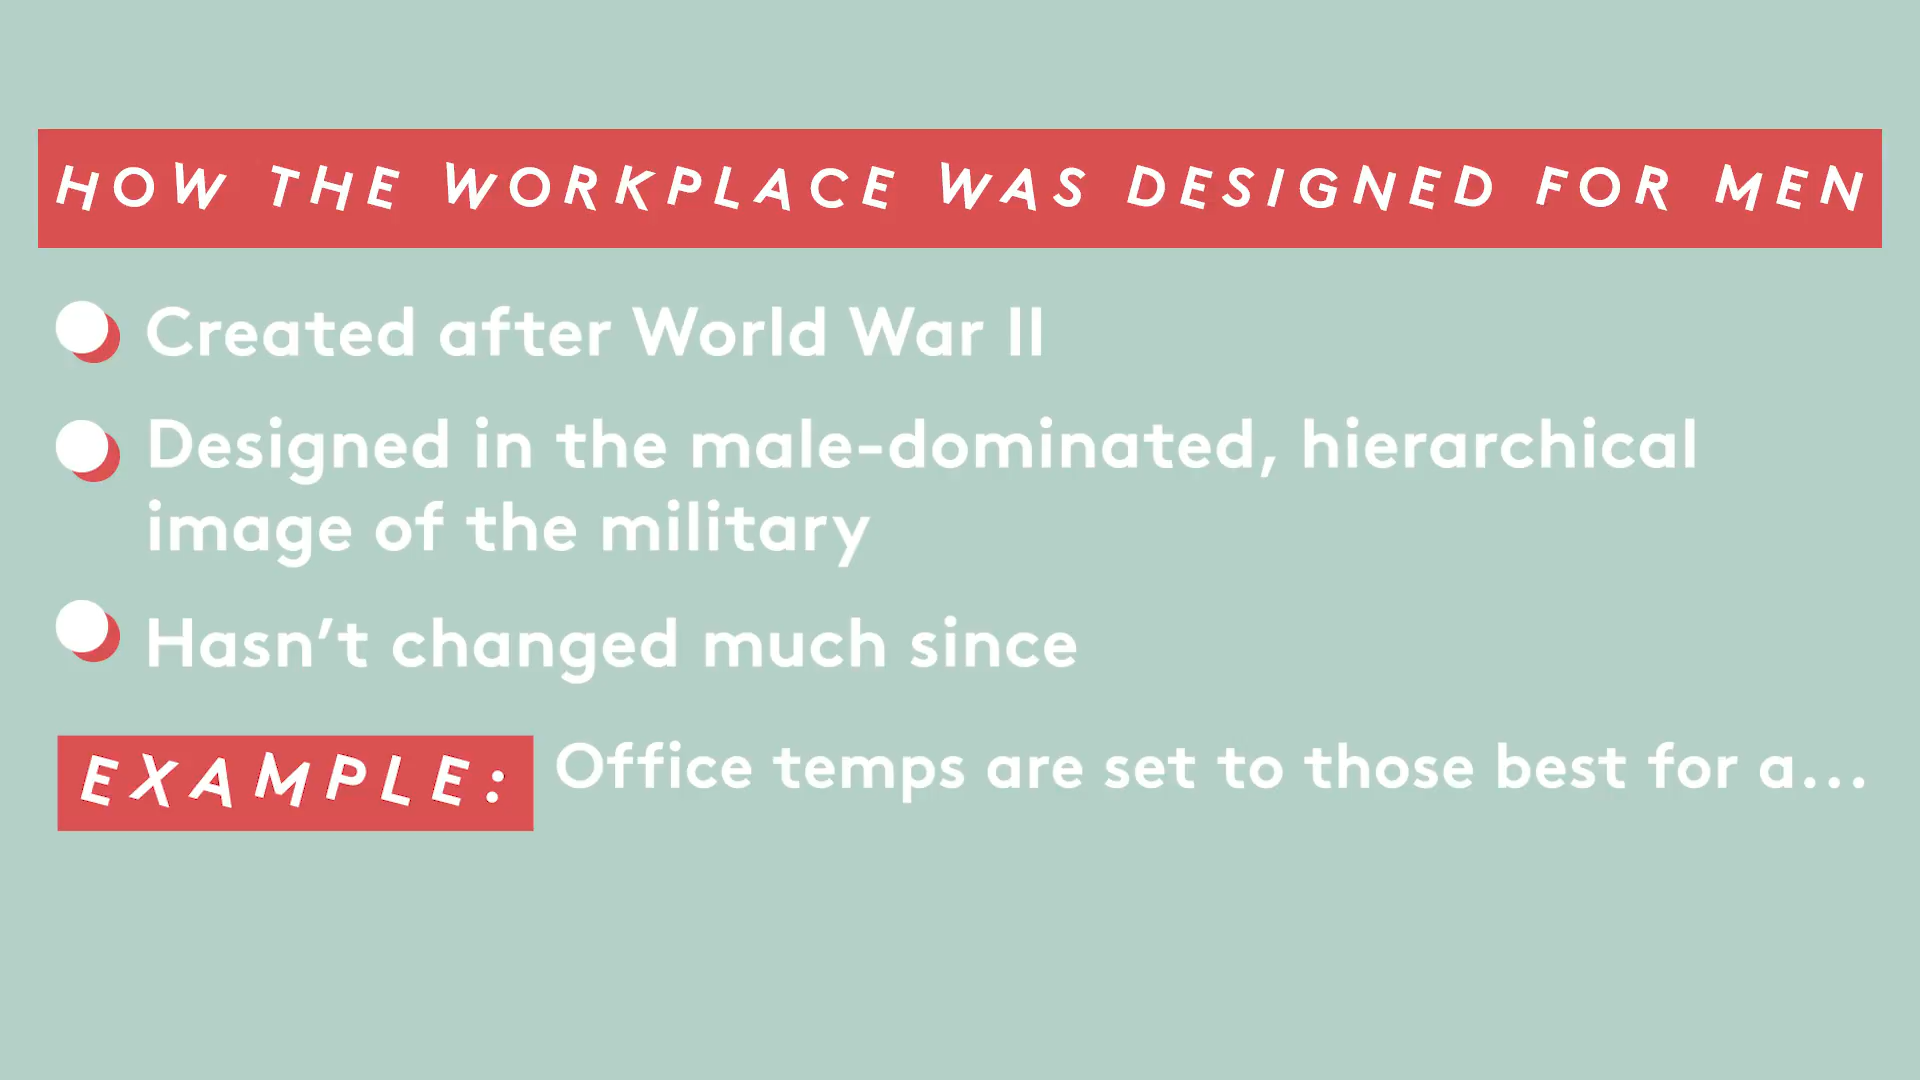 HOW THE WORKPLACE WAS DESIGNED FOR MEN
Created after World War II
Designed in the male-dominated, hierarchical
image of the military
Hasn’t changed much since
EXAMPLE: Office temps are set to those best for a...